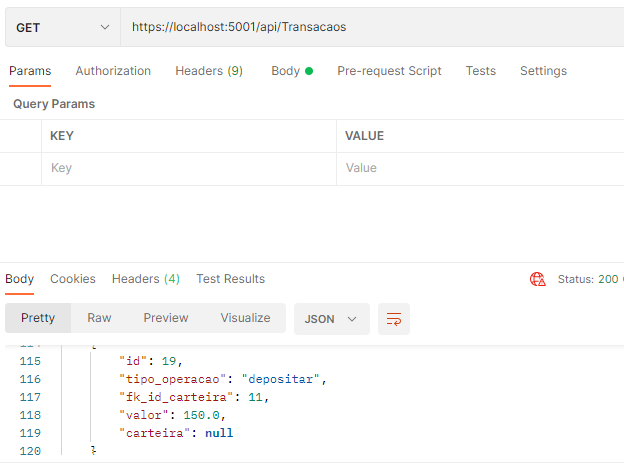 GET https://localhost:5001/api/Transacaos
Params Authorization Headers (9) Body Pre-request Script Tests Settings
Query Params
KEY VALUE
Key Value
Body Cookies Headers (4) Test Results Status: 200
Pretty Raw Preview Visualize JSON
114 {
115 "id": 19,
116 "tipo_operacao": "depositar",
117 "fk_id_carteira": 11,
118 "valor": 150.0,
119 "carteira": null
120 }